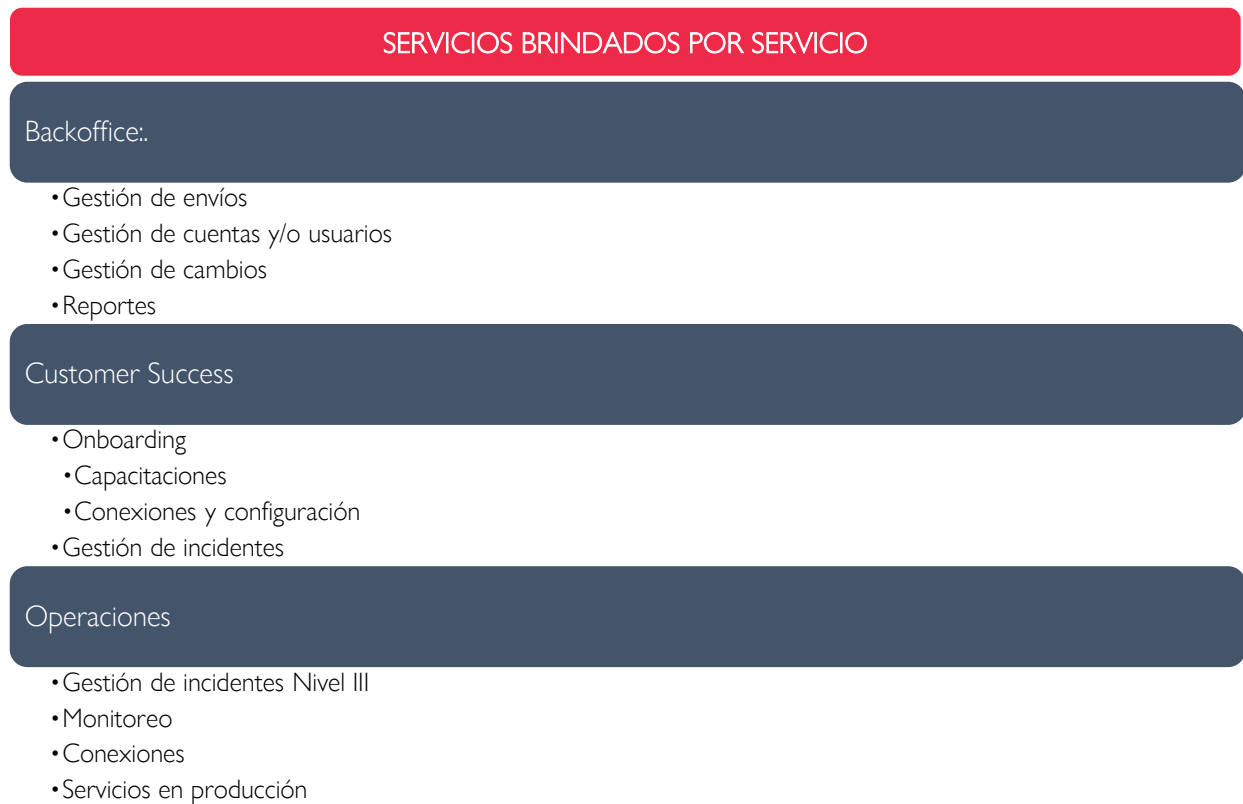 SERVICIOS BRINDADOS POR SERVICIO
Backoffice:.
•Gestión de envíos
•Gestión de cuentas y/o usuarios
•Gestión de cambios
•Reportes
Customer Success
•Onboarding
•Capacitaciones
•Conexiones y configuración
•Gestión de incidentes
Operaciones
•Gestión de incidentes Nivel III
•Monitoreo
•Conexiones
•Servicios en producción